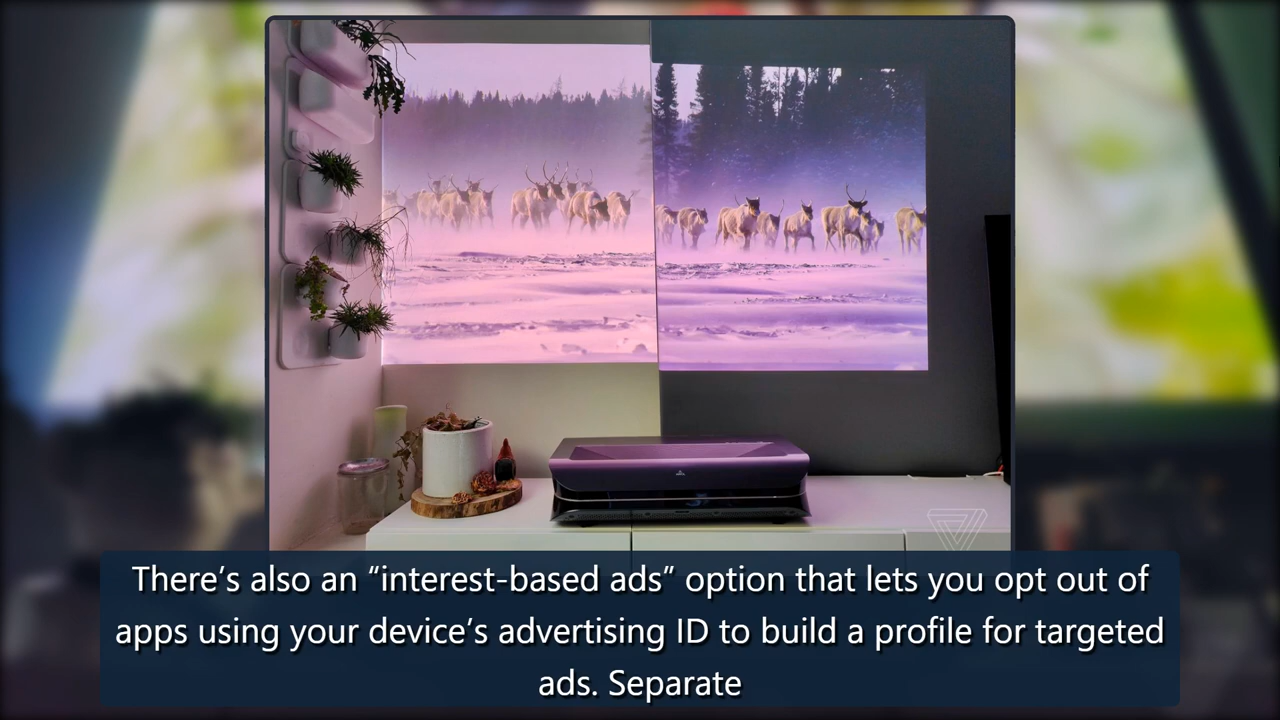 There’s also an “interest-based ads” option that lets you opt out of
apps using your device’s advertising ID to build a profile for targeted
ads. Separate